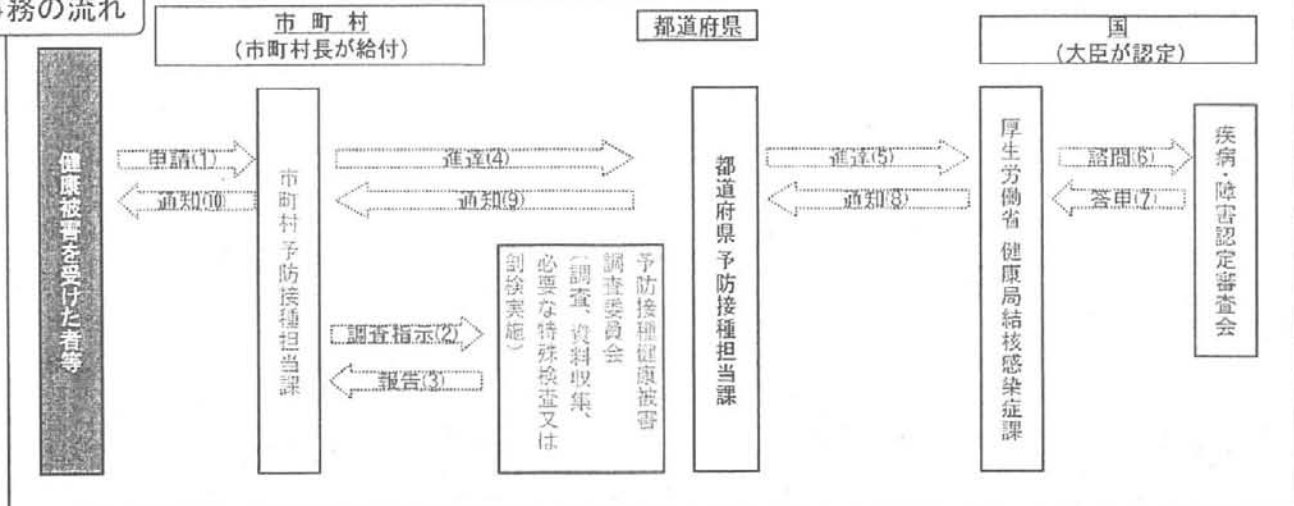 務の流れ
市町村
(市町村長が給付)
都道府県
国
(大臣が認定)
健康被害を受けた者等
申請(1)
通知(10)
市町村 予防接種担当課
進達(4)
通知(9)
調査指示(2)
報告(3)
予防接種健康被害
調査委員会
(調査、資料収集、
必要な特殊検査又は
剖検実施)
都道府県 予防接種担当課
進達(5)
通知(8)
厚生労働省 健康局結核感染症課
諮問(6)
答申(7)
疾病・障害認定審査会